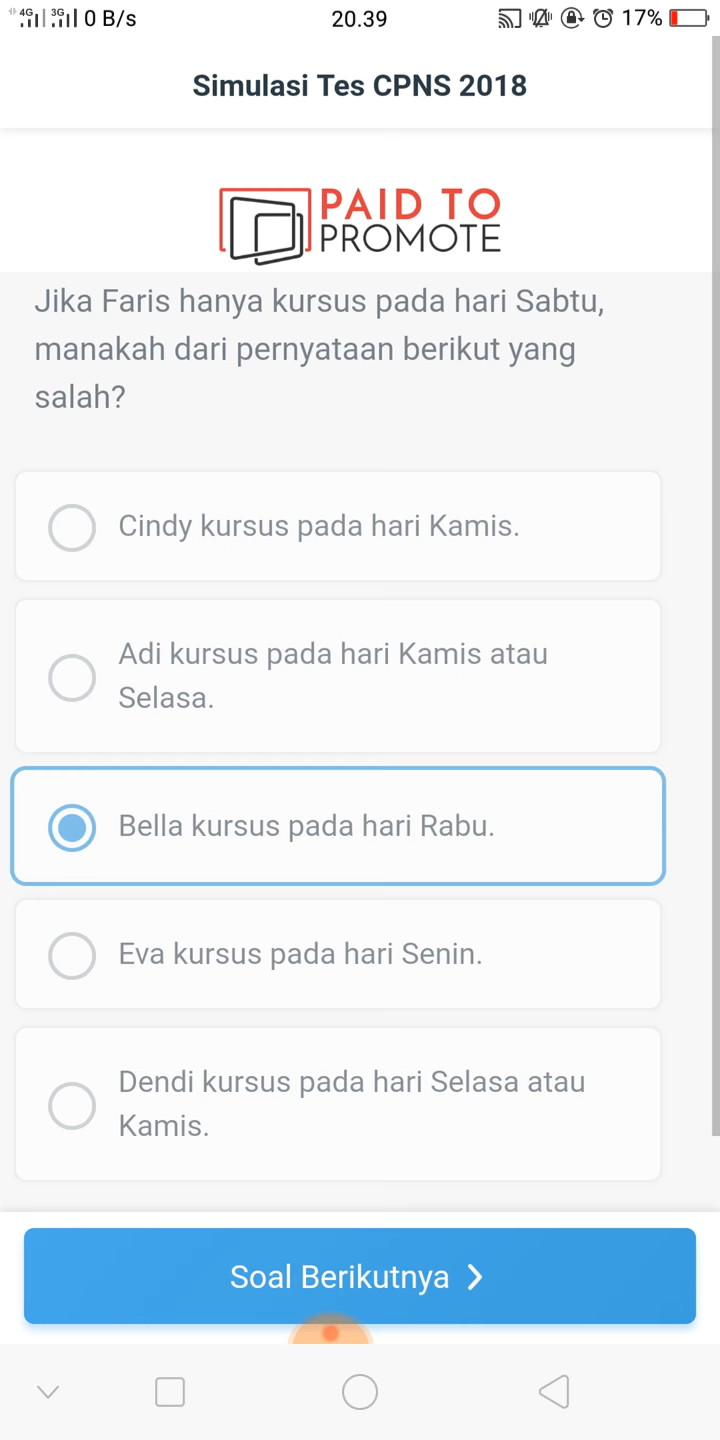 4G 3G 0 B/s 20.39 17%
Simulasi Tes CPNS 2018
PAID TO
PROMOTE
Jika Faris hanya kursus pada hari Sabtu,
manakah dari pernyataan berikut yang
salah?
Cindy kursus pada hari Kamis.
Adi kursus pada hari Kamis atau
Selasa.
Bella kursus pada hari Rabu.
Eva kursus pada hari Senin.
Dendi kursus pada hari Selasa atau
Kamis.
Soal Berikutnya